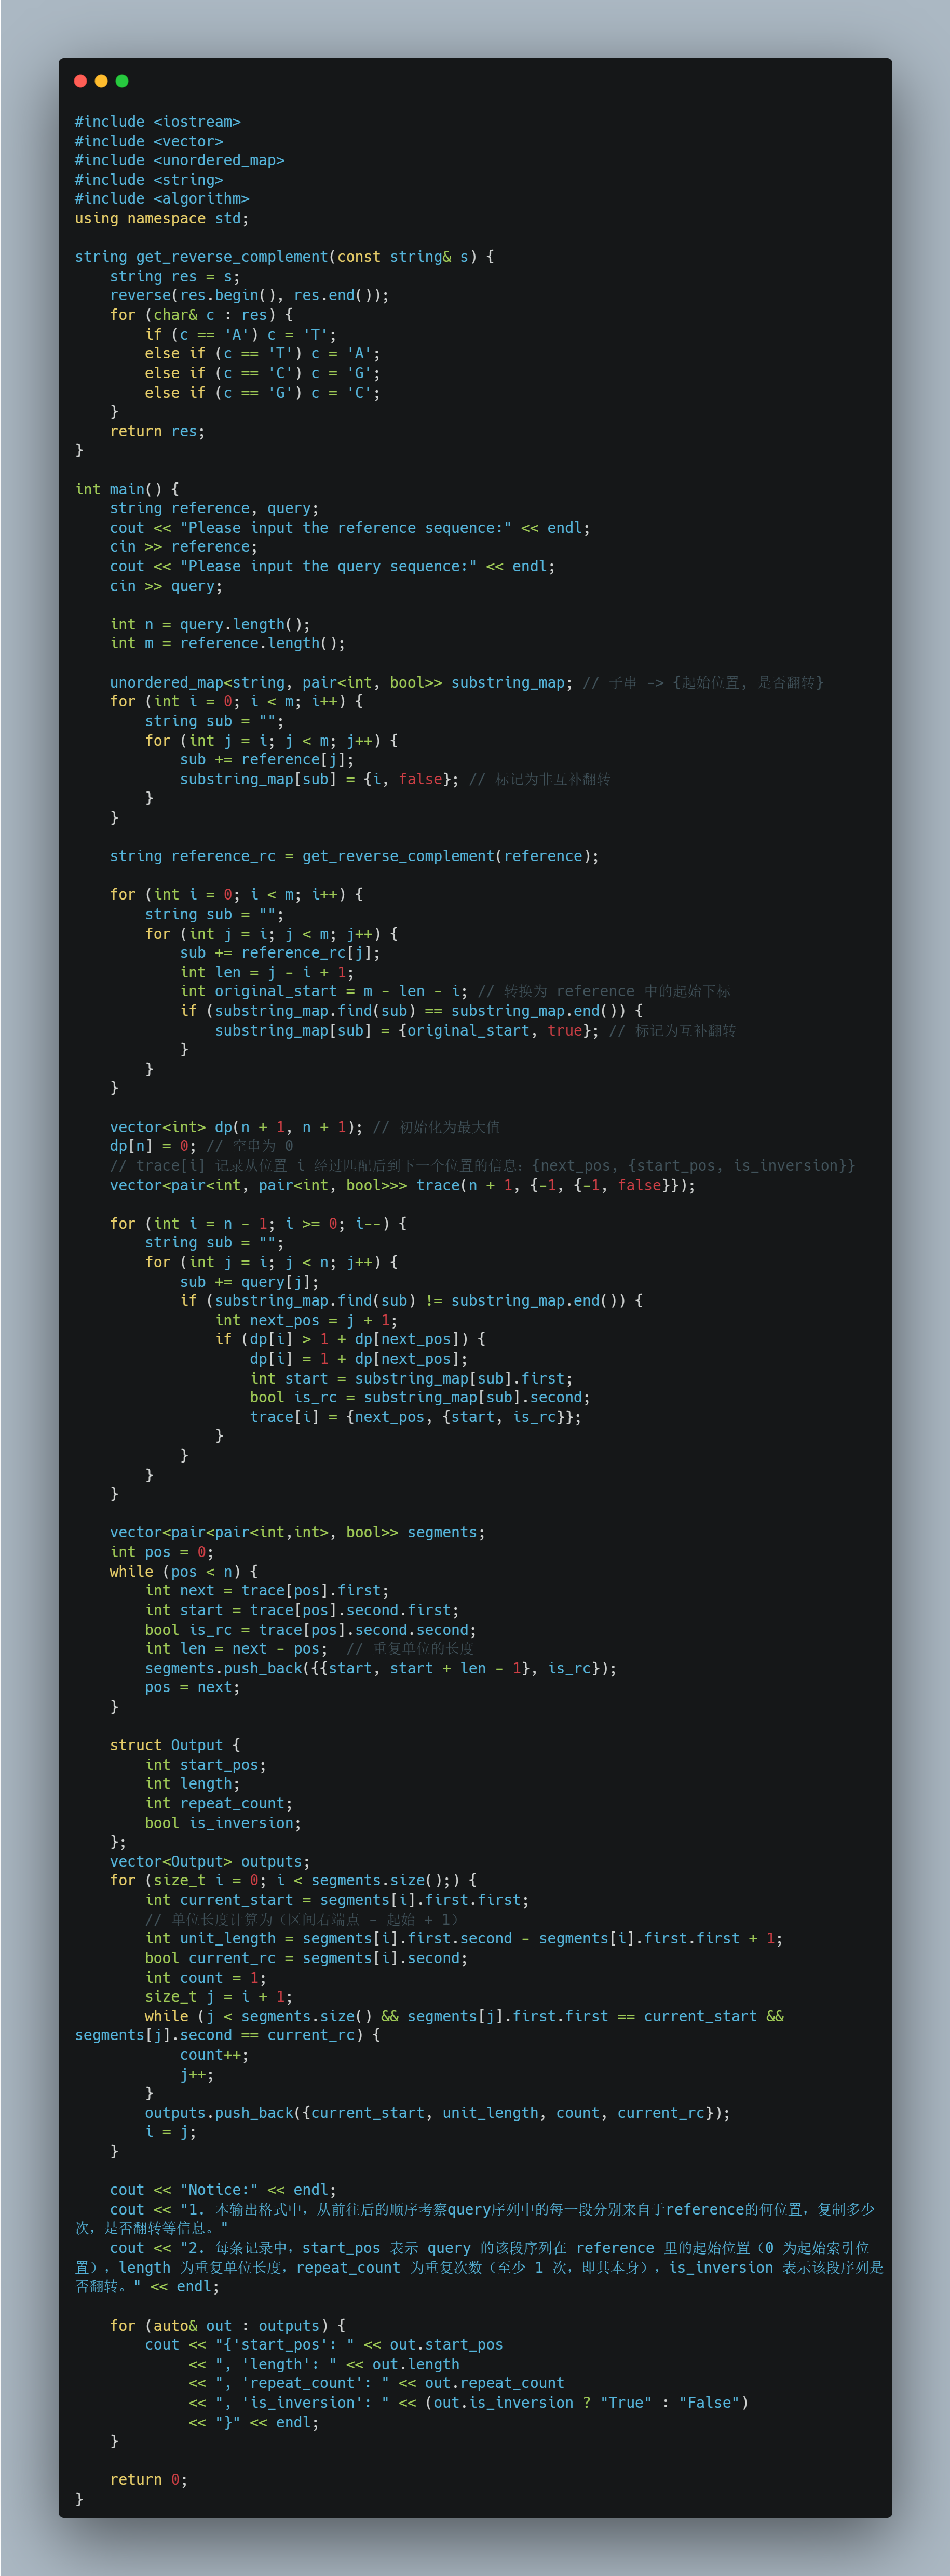 #include <iostream>
#include <vector>
#include <unordered_map>
#include <string>
#include <algorithm>
using namespace std;

string get_reverse_complement(const string& s) {
    string res = s;
    reverse(res.begin(), res.end());
    for (char& c : res) {
        if (c == 'A') c = 'T';
        else if (c == 'T') c = 'A';
        else if (c == 'C') c = 'G';
        else if (c == 'G') c = 'C';
    }
    return res;
}

int main() {
    string reference, query;
    cout << "Please input the reference sequence:" << endl;
    cin >> reference;
    cout << "Please input the query sequence:" << endl;
    cin >> query;

    int n = query.length();
    int m = reference.length();

    unordered_map<string, pair<int, bool>> substring_map; // 子串 -> {起始位置, 是否翻转}
    for (int i = 0; i < m; i++) {
        string sub = "";
        for (int j = i; j < m; j++) {
            sub += reference[j];
            substring_map[sub] = {i, false}; // 标记为非互补翻转
        }
    }

    string reference_rc = get_reverse_complement(reference);

    for (int i = 0; i < m; i++) {
        string sub = "";
        for (int j = i; j < m; j++) {
            sub += reference_rc[j];
            int len = j - i + 1;
            int original_start = m - len - i; // 转换为 reference 中的起始下标
            if (substring_map.find(sub) == substring_map.end()) {
                substring_map[sub] = {original_start, true}; // 标记为互补翻转
            }
        }
    }

    vector<int> dp(n + 1, n + 1); // 初始化为最大值
    dp[n] = 0; // 空串为 0
    // trace[i] 记录从位置 i 经过匹配后到下一个位置的信息：{next_pos, {start_pos, is_inversion}}
    vector<pair<int, pair<int, bool>>> trace(n + 1, {-1, {-1, false}});

    for (int i = n - 1; i >= 0; i--) {
        string sub = "";
        for (int j = i; j < n; j++) {
            sub += query[j];
            if (substring_map.find(sub) != substring_map.end()) {
                int next_pos = j + 1;
                if (dp[i] > 1 + dp[next_pos]) {
                    dp[i] = 1 + dp[next_pos];
                    int start = substring_map[sub].first;
                    bool is_rc = substring_map[sub].second;
                    trace[i] = {next_pos, {start, is_rc}};
                }
            }
        }
    }

    vector<pair<pair<int,int>, bool>> segments;
    int pos = 0;
    while (pos < n) {
        int next = trace[pos].first;
        int start = trace[pos].second.first;
        bool is_rc = trace[pos].second.second;
        int len = next - pos;  // 重复单位的长度
        segments.push_back({{start, start + len - 1}, is_rc});
        pos = next;
    }

    struct Output {
        int start_pos;
        int length;
        int repeat_count;
        bool is_inversion;
    };
    vector<Output> outputs;
    for (size_t i = 0; i < segments.size();) {
        int current_start = segments[i].first.first;
        // 单位长度计算为（区间右端点 - 起始 + 1）
        int unit_length = segments[i].first.second - segments[i].first.first + 1;
        bool current_rc = segments[i].second;
        int count = 1;
        size_t j = i + 1;
        while (j < segments.size() && segments[j].first.first == current_start &&
segments[j].second == current_rc) {
            count++;
            j++;
        }
        outputs.push_back({current_start, unit_length, count, current_rc});
        i = j;
    }

    cout << "Notice:" << endl;
    cout << "1. 本输出格式中，从前往后的顺序考察query序列中的每一段分别来自于reference的何位置，复制多少
次，是否翻转等信息。"
    cout << "2. 每条记录中，start_pos 表示 query 的该段序列在 reference 里的起始位置（0 为起始索引位
置），length 为重复单位长度，repeat_count 为重复次数（至少 1 次，即其本身），is_inversion 表示该段序列是
否翻转。" << endl;

    for (auto& out : outputs) {
        cout << "{'start_pos': " << out.start_pos
             << ", 'length': " << out.length
             << ", 'repeat_count': " << out.repeat_count
             << ", 'is_inversion': " << (out.is_inversion ? "True" : "False")
             << "}" << endl;
    }

    return 0;
}